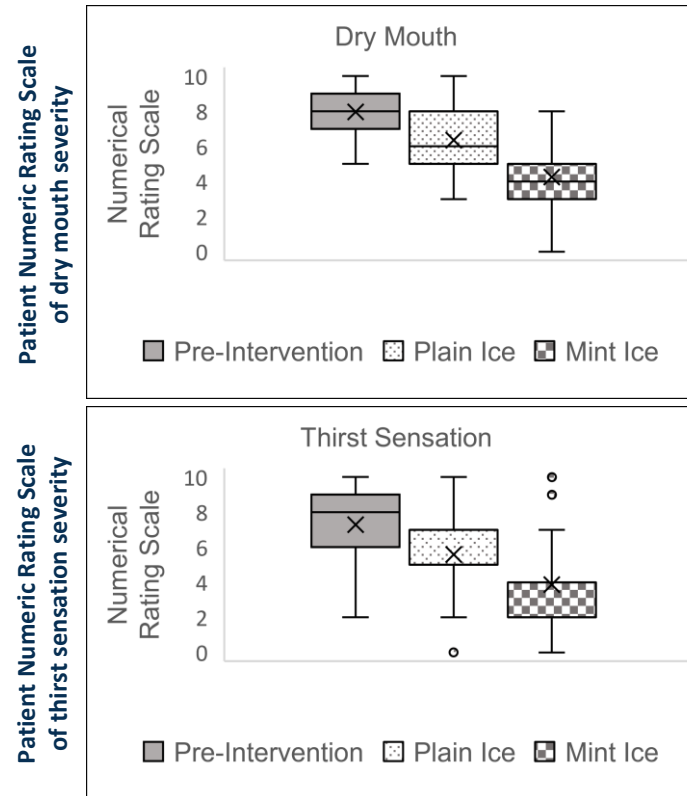 Patient Numeric Rating Scale
of dry mouth severity
Dry Mouth
Numerical
Rating Scale
10
8
6
4
2
0
Pre-Intervention Plain Ice Mint Ice
Patient Numeric Rating Scale
of thirst sensation severity
Thirst Sensation
Numerical
Rating Scale
10
8
6
4
2
0
Pre-Intervention Plain Ice Mint Ice